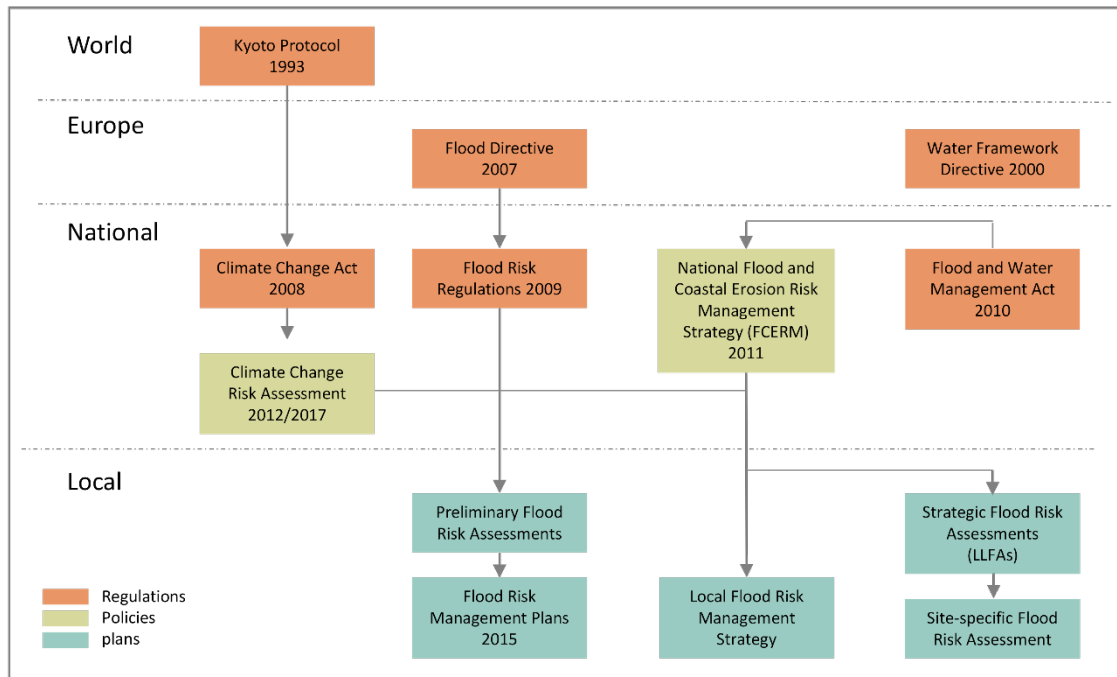 World
Kyoto Protocol
1993
Europe
Flood Directive
2007
Water Framework
Directive 2000
National
Climate Change Act
2008
Flood Risk
Regulations 2009
National Flood and
Coastal Erosion Risk
Management
Strategy (FCERM)
2011
Flood and Water
Management Act
2010
Climate Change
Risk Assessment
2012/2017
Local
Preliminary Flood
Risk Assessments
Strategic Flood Risk
Assessments
(LLFAs)
Flood Risk
Management Plans
2015
Local Flood Risk
Management
Strategy
Site-specific Flood
Risk Assessment
Regulations
Policies
plans